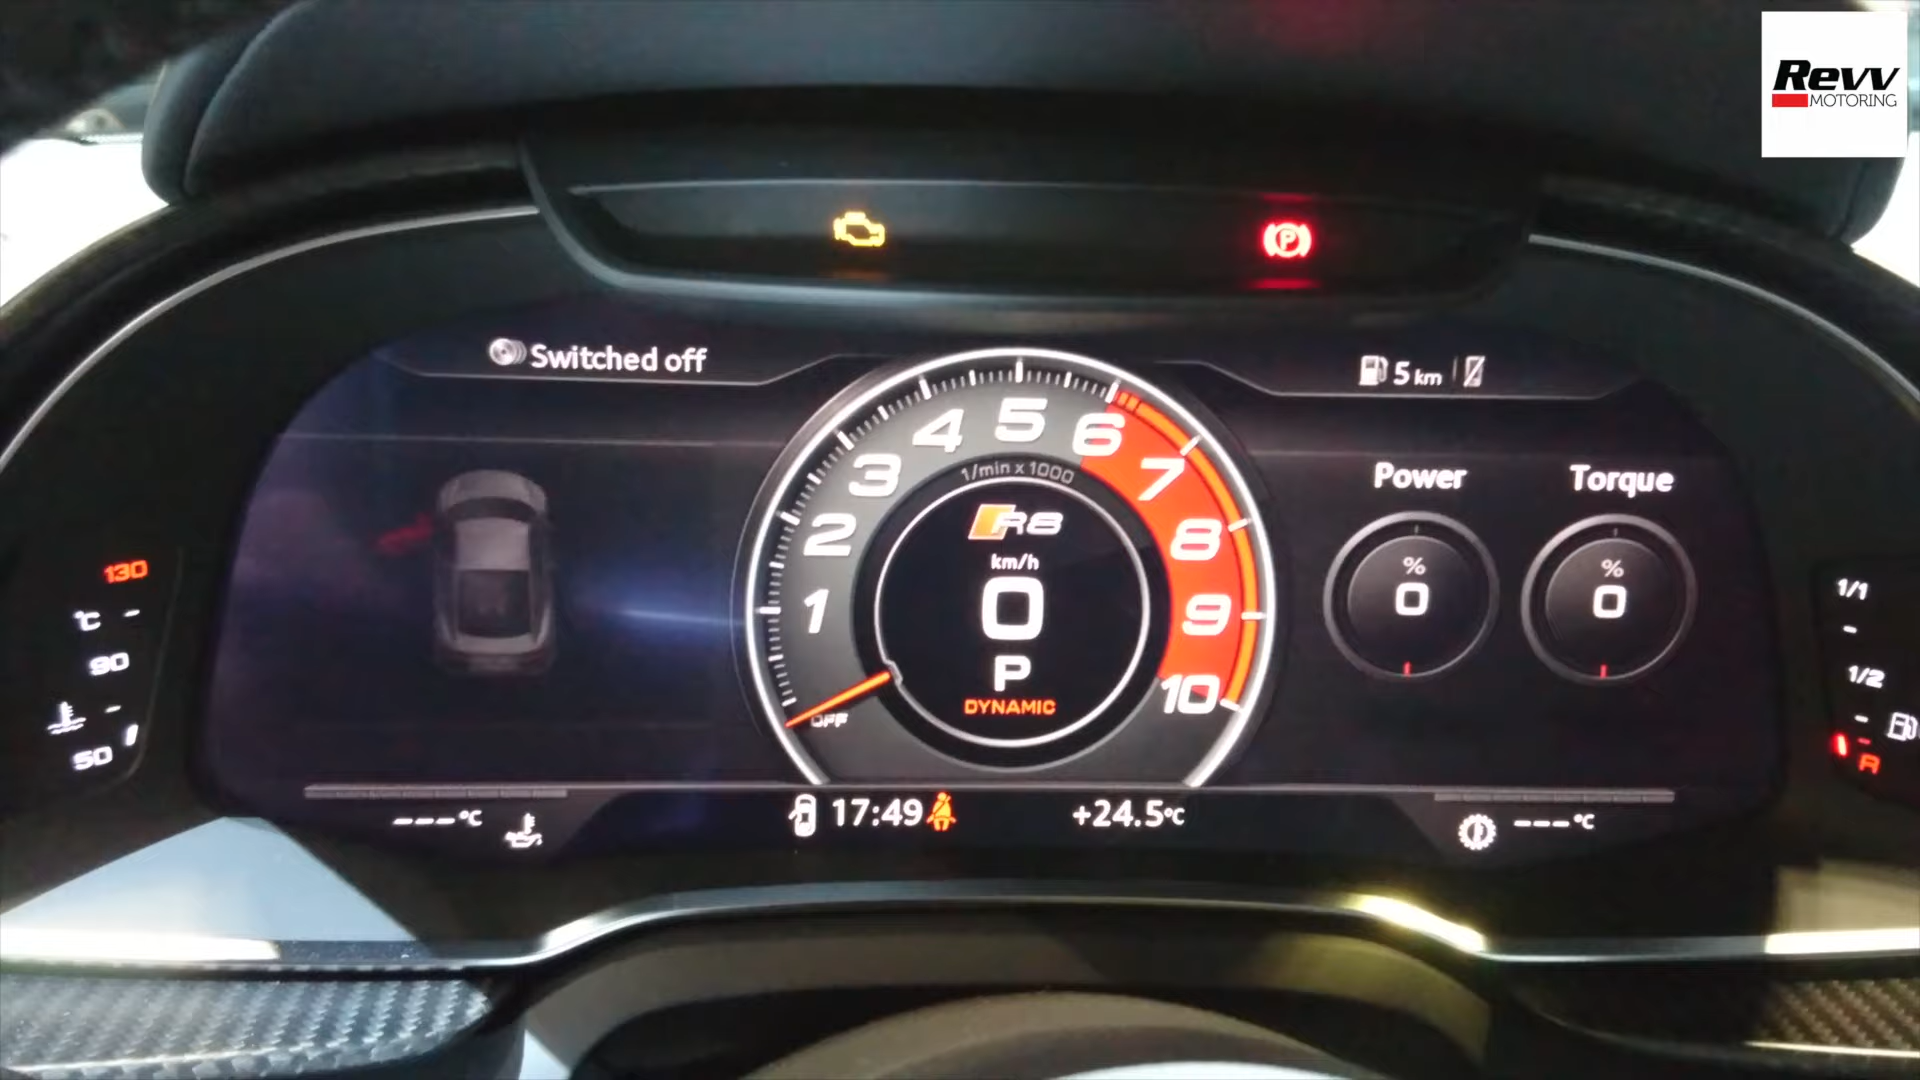 Revv
MOTORING
P
Switched off
5 km
1
2
3
4
5
6
7
8
9
10
1/min x 1000
OFF
R8
km/h
0
P
DYNAMIC
Power
%
0
Torque
%
0
130
°C
90
50
1/1
1/2
R
---°C
17:49
+24.5°C
---°C